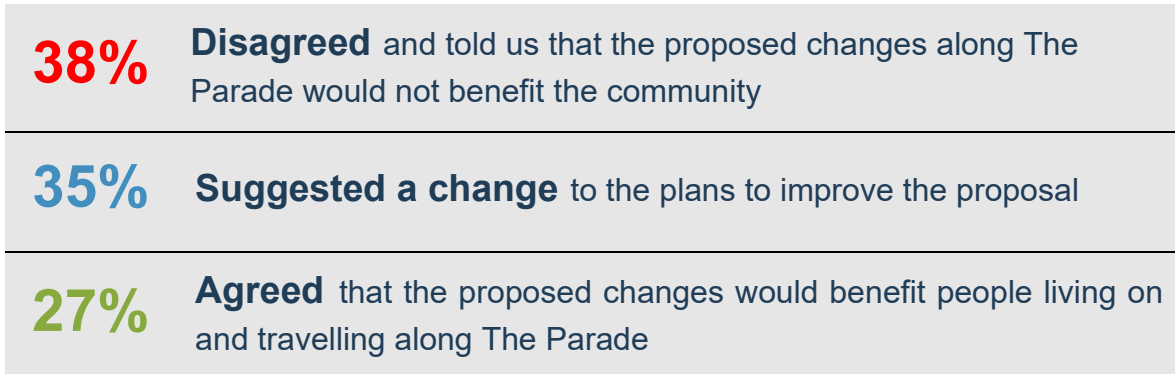 38%
Disagreed and told us that the proposed changes along The
Parade would not benefit the community
35%
Suggested a change to the plans to improve the proposal
27%
Agreed that the proposed changes would benefit people living on
and travelling along The Parade